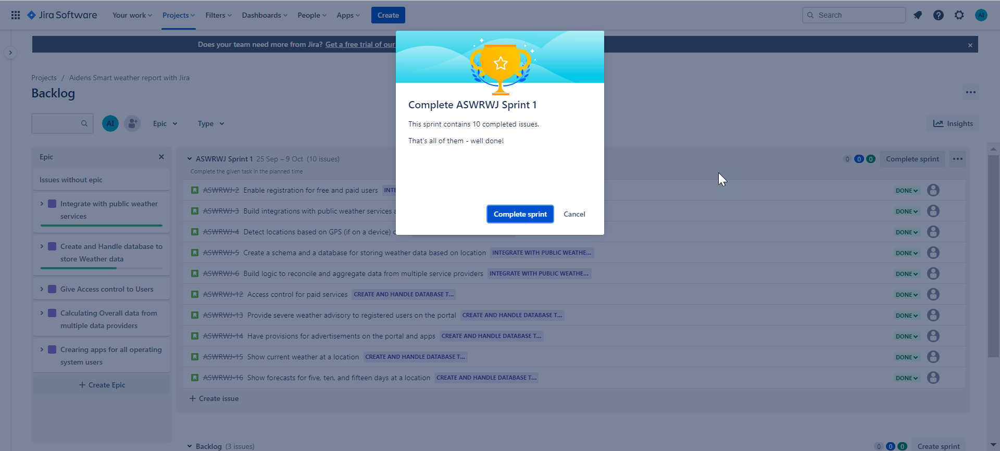 Jira Software
Your work
Projects
Filters
Dashboards
People
Apps
Create
Search
AI
Does your team need more from Jira? Get a free trial of our
Projects / Aidens Smart weather report with Jira
Backlog
AI
Epic
Type
Insights
Complete ASWRWJ Sprint 1
This sprint contains 10 completed issues.
That's all of them - well done!
Complete sprint
Cancel
Epic
Issues without epic
Integrate with public weather
services
Create and Handle database to
store Weather data
Give Access control to Users
Calculating Overall data from
multiple data providers
Crearing apps for all operating
system users
+ Create Epic
ASWRWJ Sprint 1 25 Sep – 9 Oct (10 issues)
0 0 0 Complete sprint
Complete the given task in the planned time
ASWRWJ-2 Enable registration for free and paid users INTE
DONE
ASWRWJ-3 Build integrations with public weather services
DONE
ASWRWJ-4 Detect locations based on GPS (if on a device)
DONE
ASWRWJ-5 Create a schema and a database for storing weather data based on location INTEGRATE WITH PUBLIC WEATHE...
DONE
ASWRWJ-6 Build logic to reconcile and aggregate data from multiple service providers INTEGRATE WITH PUBLIC WEATHE...
DONE
ASWRWJ-12 Access control for paid services CREATE AND HANDLE DATABASE T...
DONE
ASWRWJ-13 Provide severe weather advisory to registered users on the portal CREATE AND HANDLE DATABASE T...
DONE
ASWRWJ-14 Have provisions for advertisements on the portal and apps CREATE AND HANDLE DATABASE T...
DONE
ASWRWJ-15 Show current weather at a location CREATE AND HANDLE DATABASE T...
DONE
ASWRWJ-16 Show forecasts for five, ten, and fifteen days at a location CREATE AND HANDLE DATABASE T...
DONE
+ Create issue
Backlog (3 issues)
0 0 0 Create sprint